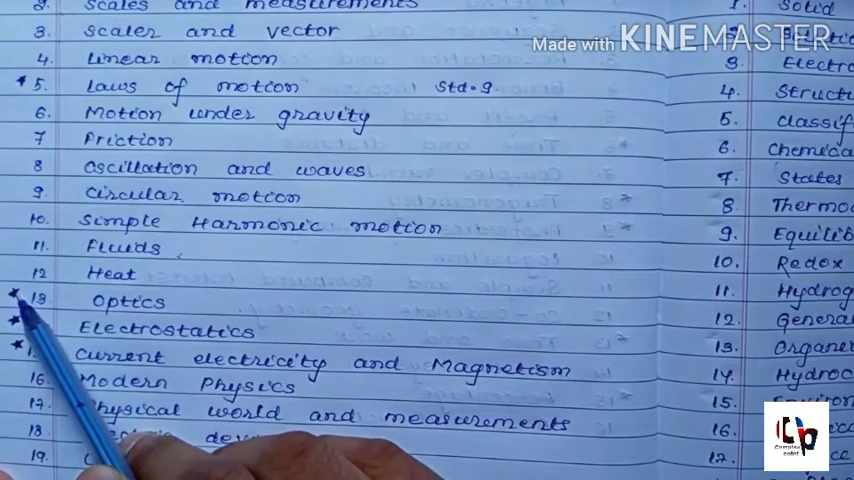 2. Scales and measurements
3. Scaler and vector
4. Linear motion
* 5. Laws of motion Std. 9.
6. Motion under gravity
7 Friction
8 Oscillation and waves
9. Circular motion
10. Simple Harmonic motion
11. Fluids
12 Heat
* 13 Optics
* Electrostatics
* Current electricity and Magnetism
16. Modern Physics
17. Physical world and measurements
18.
19.
1. Solid
3. Electro
4. Struct
5. Classif
6. Chemica
7. States
8. Thermo
9. Equilib
10. Redox
11. Hydrog
12. General
13. Organe
14. Hydroc
15. Environ
16.
17.
Made with KINEMASTER